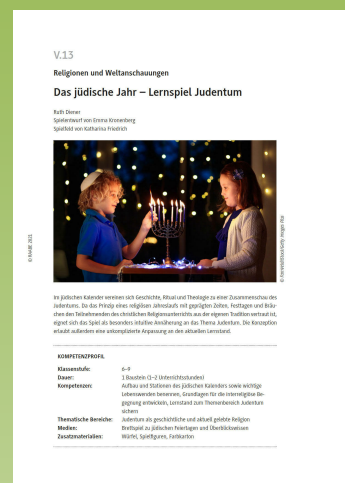 V.13
Religionen und Weltanschauungen
Das jüdische Jahr – Lernspiel Judentum
Ruth Diener
Spielentwurf von Emma Kronenberg
Spielfeld von Katharina Friedrich
© RAABE 2021
Im jüdischen Kalender vereinen sich Geschichte, Ritual und Theologie zu einer Zusammenschau des
Judentums. Da das Prinzip eines religiösen Jahreslaufs mit geprägten Zeiten, Festtagen und Bräu-
chen den Teilnehmenden des christlichen Religionsunterrichts aus der eigenen Tradition vertraut ist,
eignet sich das Spiel als besonders intuitive Annäherung an das Thema Judentum. Die Konzeption
erlaubt außerdem eine unkomplizierte Anpassung an den aktuellen Lernstand.
KOMPETENZPROFIL
Klassenstufe: 6–9
Dauer: 1 Baustein (1–2 Unterrichtsstunden)
Kompetenzen: Aufbau und Stationen des jüdischen Kalenders sowie wichtige
Lebenswenden benennen, Grundlagen für die interreligiöse Be-
gegnung entwickeln, Lernstand zum Themenbereich Judentum
sichern
Thematische Bereiche: Judentum als geschichtliche und aktuell gelebte Religion
Medien: Brettspiel zu jüdischen Feiertagen und Überblickswissen
Zusatzmaterialien: Würfel, Spielfiguren, Farbkarton